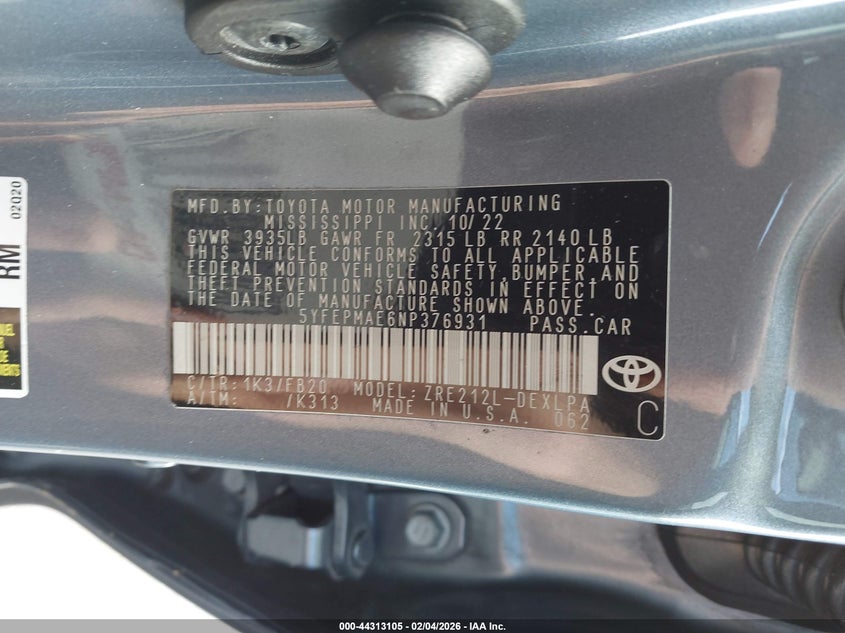 MFD.BY:TOYOTA MOTOR MANUFACTURING
MISSISSIPPI INC. 10/22
GVWR 3935LB GAWR FR 2315 LB RR 2140 LB
THIS VEHICLE CONFORMS TO ALL APPLICABLE
FEDERAL MOTOR VEHICLE SAFETY, BUMPER AND
THEFT PREVENTION STANDARDS IN EFFECT ON
THE DATE OF MANUFACTURE SHOWN ABOVE.
5YFEPMAE6NP376931 PASS.CAR
C/TR: 1K3/FB20 MODEL: ZRE212L-DEXLPA
A/TM: /K313 MADE IN U.S.A. 062
C
02Q20
RM
000-44313105 - 02/04/2026 - IAA Inc.